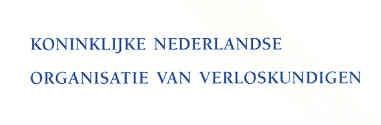 KONINKLIJKE NEDERLANDSE
ORGANISATIE VAN VERLOSKUNDIGEN